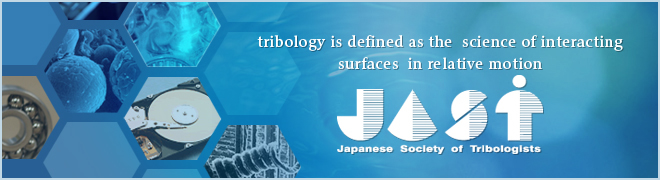 tribology is defined as the science of interacting
surfaces in relative motion
JAST
Japanese Society of Tribologists